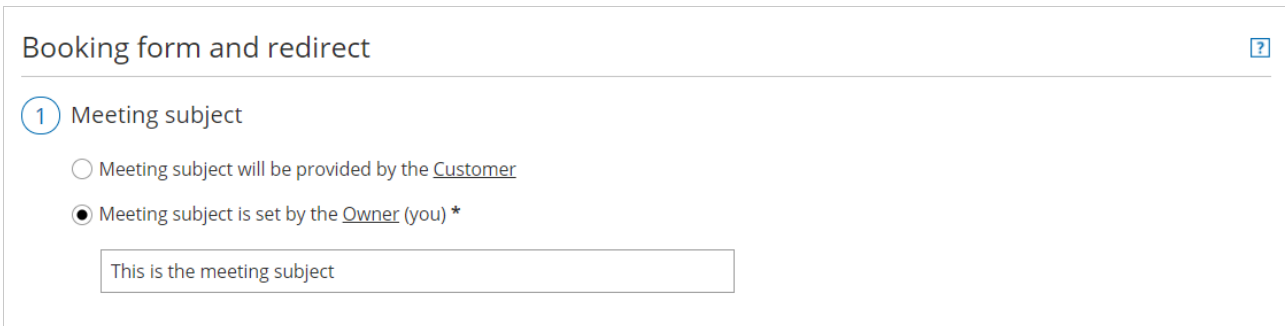 Booking form and redirect
?
1 Meeting subject
Meeting subject will be provided by the Customer
Meeting subject is set by the Owner (you) *
This is the meeting subject